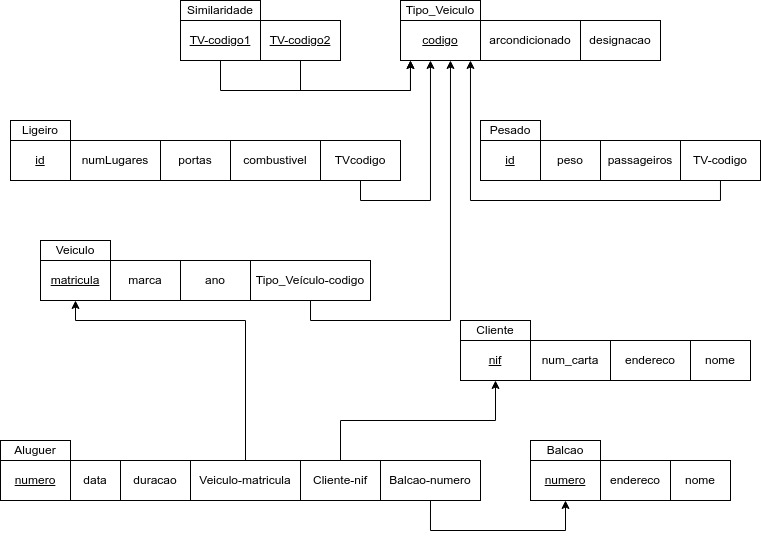 Similaridade
TV-codigo1 TV-codigo2
Tipo_Veiculo
codigo arcondicionado designacao
Ligeiro
id numLugares portas combustivel TVcodigo
Pesado
id peso passageiros TV-codigo
Veiculo
matricula marca ano Tipo_Veículo-codigo
Cliente
nif num_carta endereco nome
Aluguer
numero data duracao Veiculo-matricula Cliente-nif Balcao-numero
Balcao
numero endereco nome